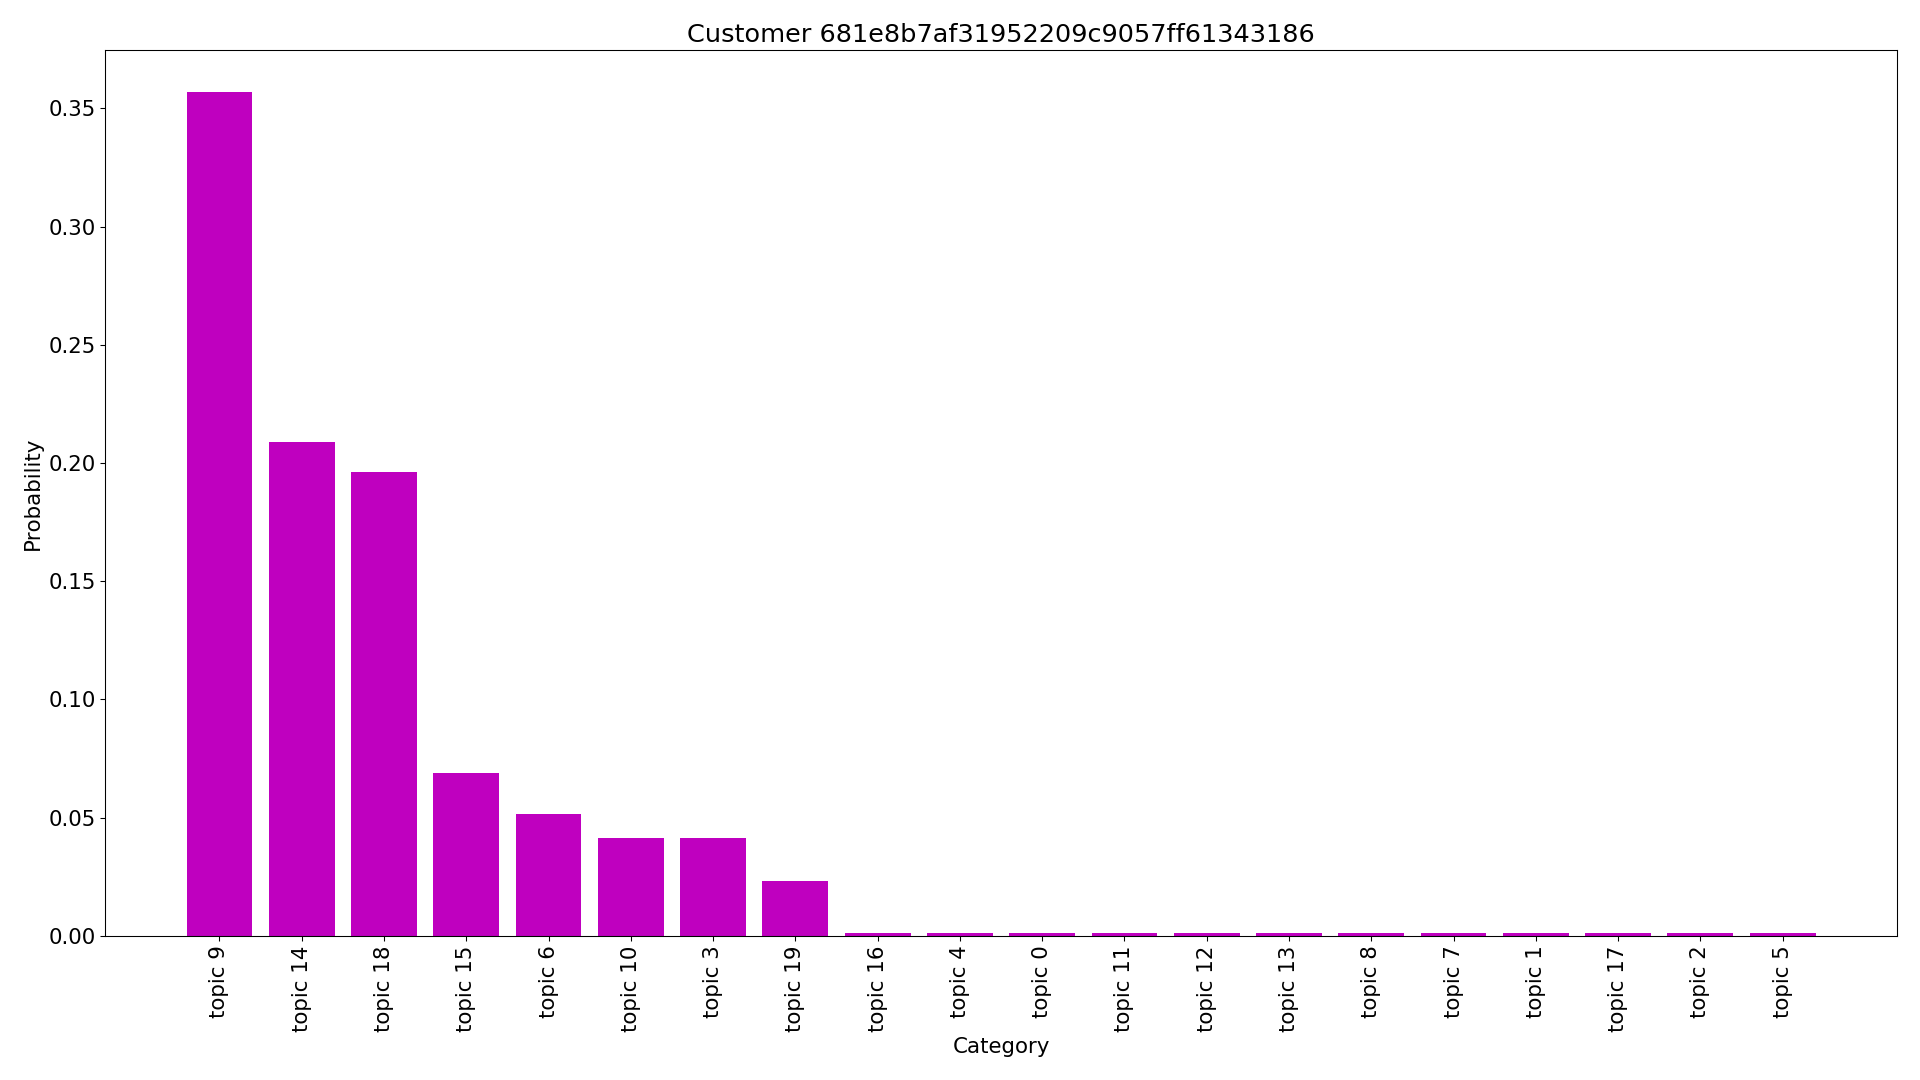 Customer 681e8b7af31952209c9057ff61343186
Probability
0.35
0.30
0.25
0.20
0.15
0.10
0.05
0.00
topic 9
topic 14
topic 18
topic 15
topic 6
topic 10
topic 3
topic 19
topic 16
topic 4
topic 0
topic 11
topic 12
topic 13
topic 8
topic 7
topic 1
topic 17
topic 2
topic 5
Category